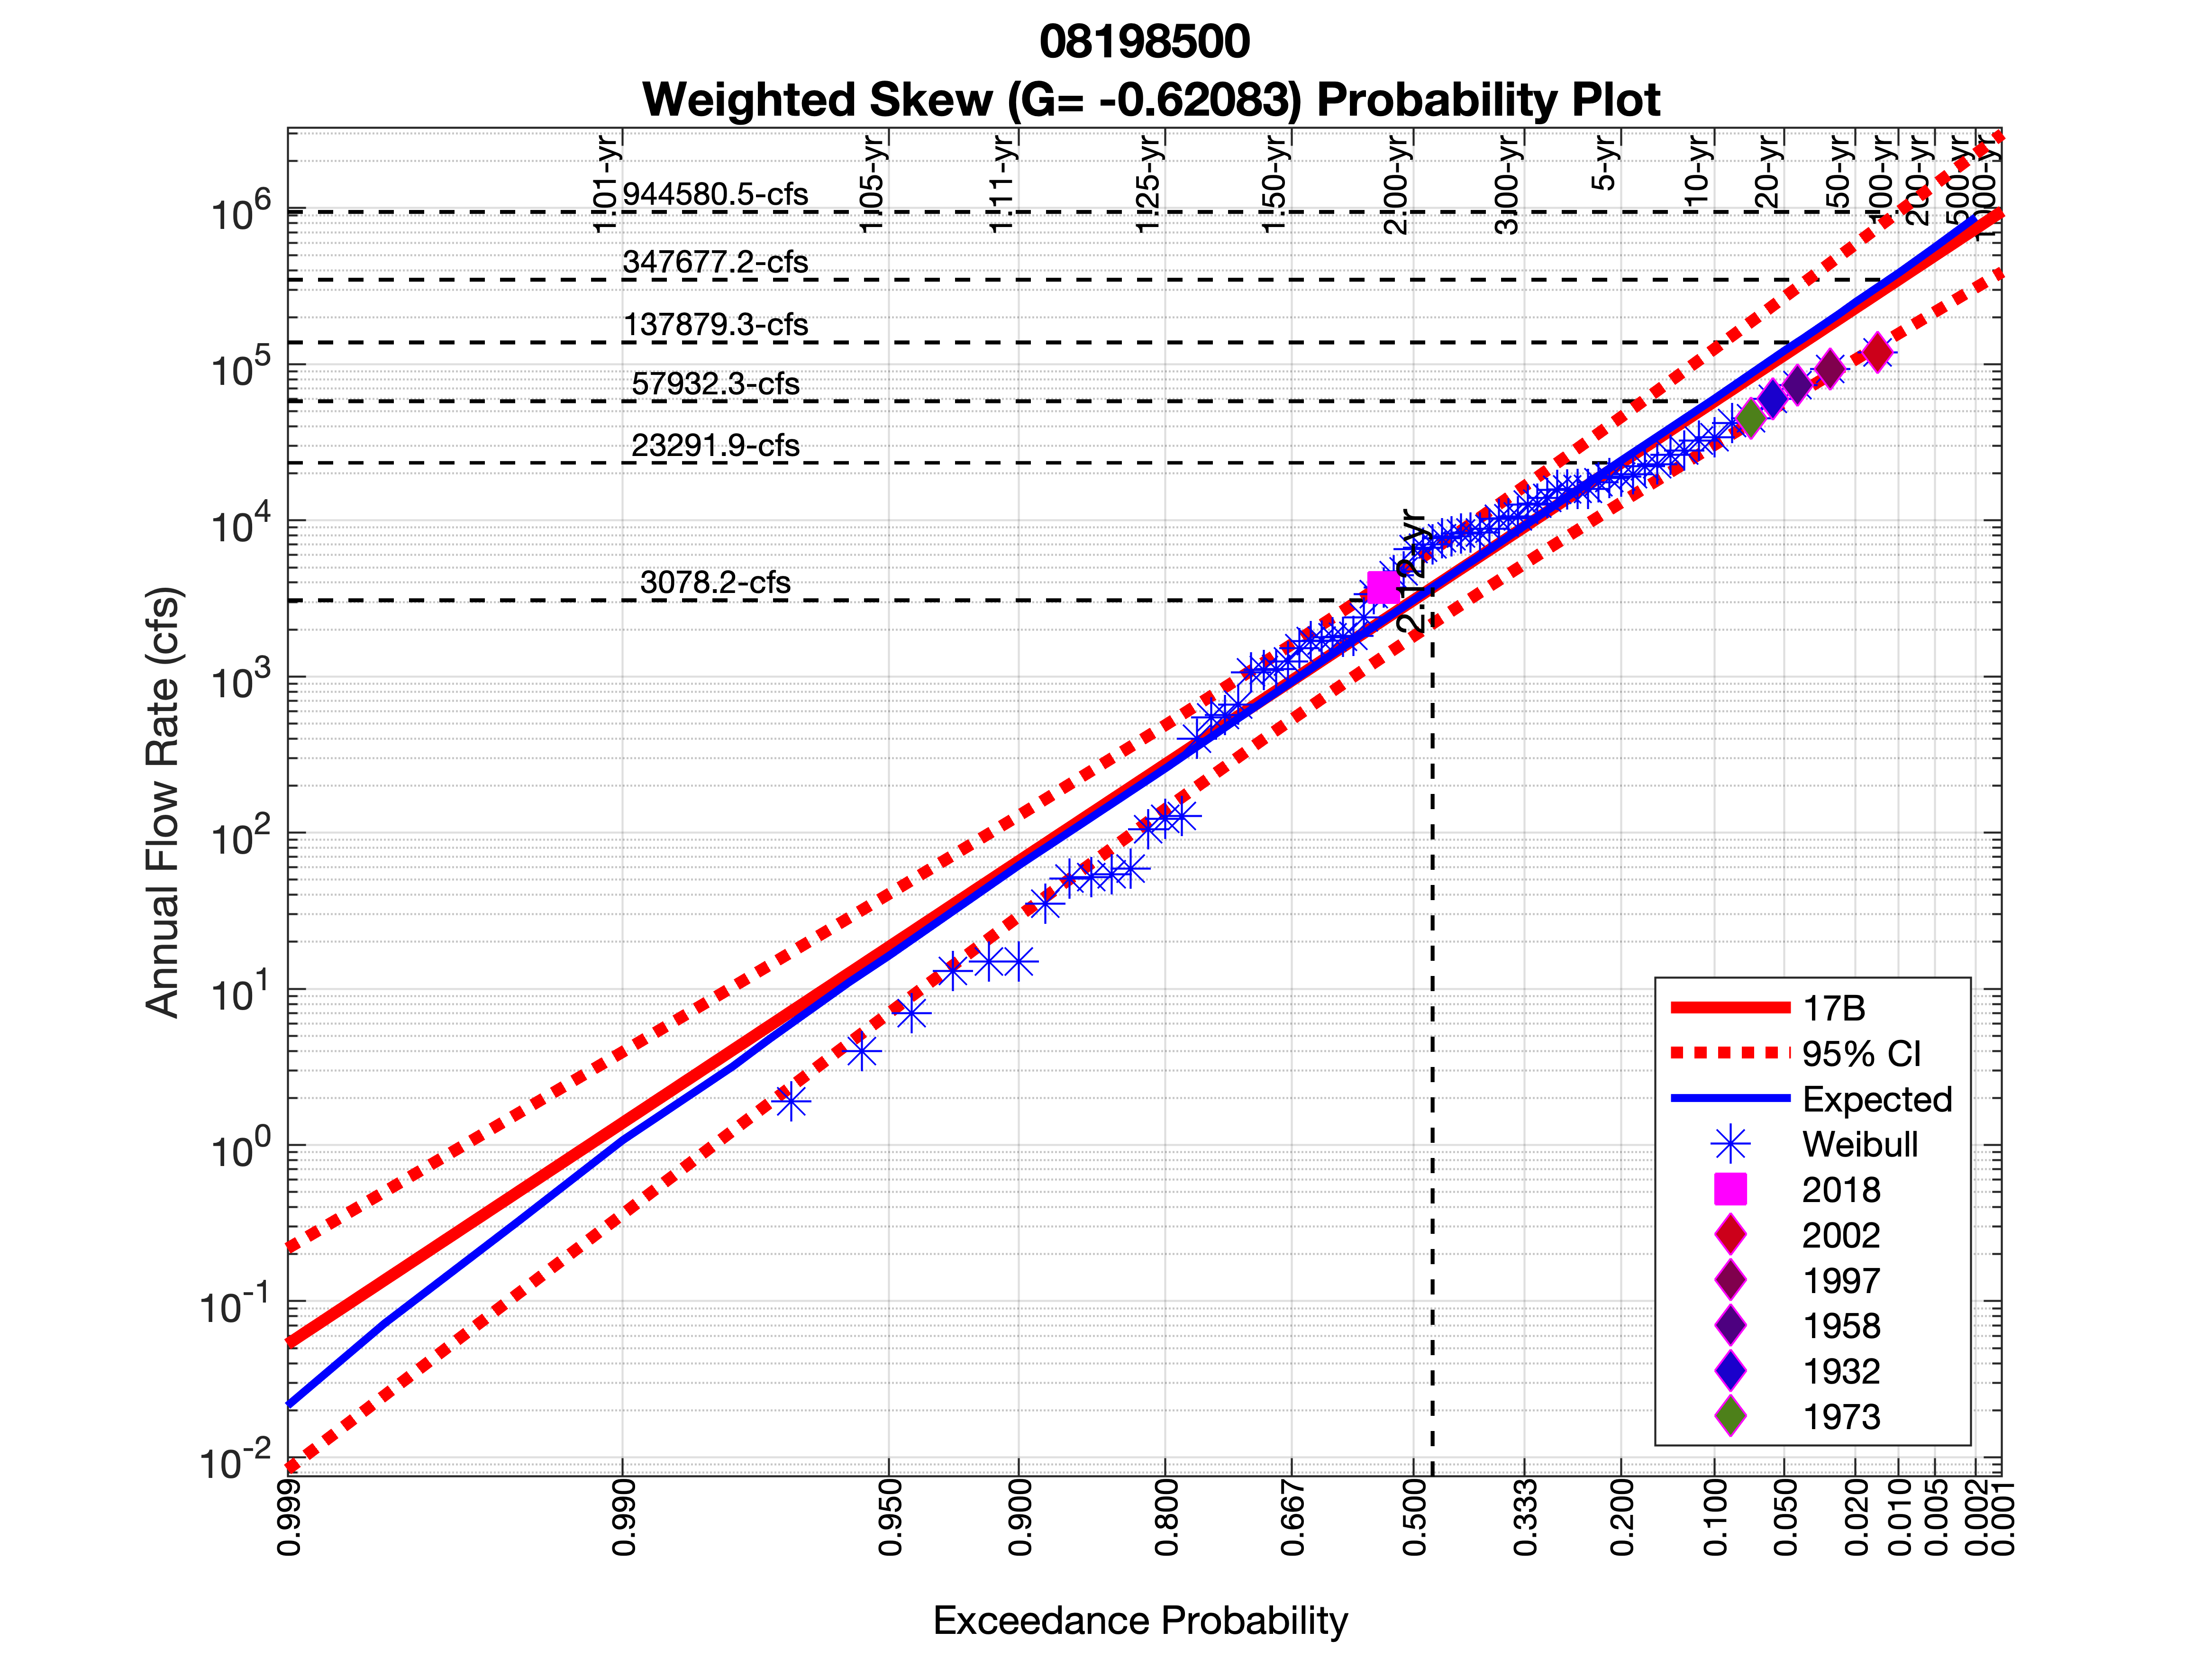 08198500
Weighted Skew (G= -0.62083) Probability Plot
1.01-yr
1.05-yr
1.11-yr
1.25-yr
1.50-yr
2.00-yr
3.00-yr
5-yr
10-yr
20-yr
50-yr
100-yr
200-yr
500-yr
1000-yr
944580.5-cfs
347677.2-cfs
137879.3-cfs
57932.3-cfs
23291.9-cfs
3078.2-cfs
2.12-yr
Annual Flow Rate (cfs)
10^6
10^5
10^4
10^3
10^2
10^1
10^0
10^-1
10^-2
17B
95% CI
Expected
Weibull
2018
2002
1997
1958
1932
1973
0.999
0.990
0.950
0.900
0.800
0.667
0.500
0.333
0.200
0.100
0.050
0.020
0.010
0.005
0.002
0.001
Exceedance Probability